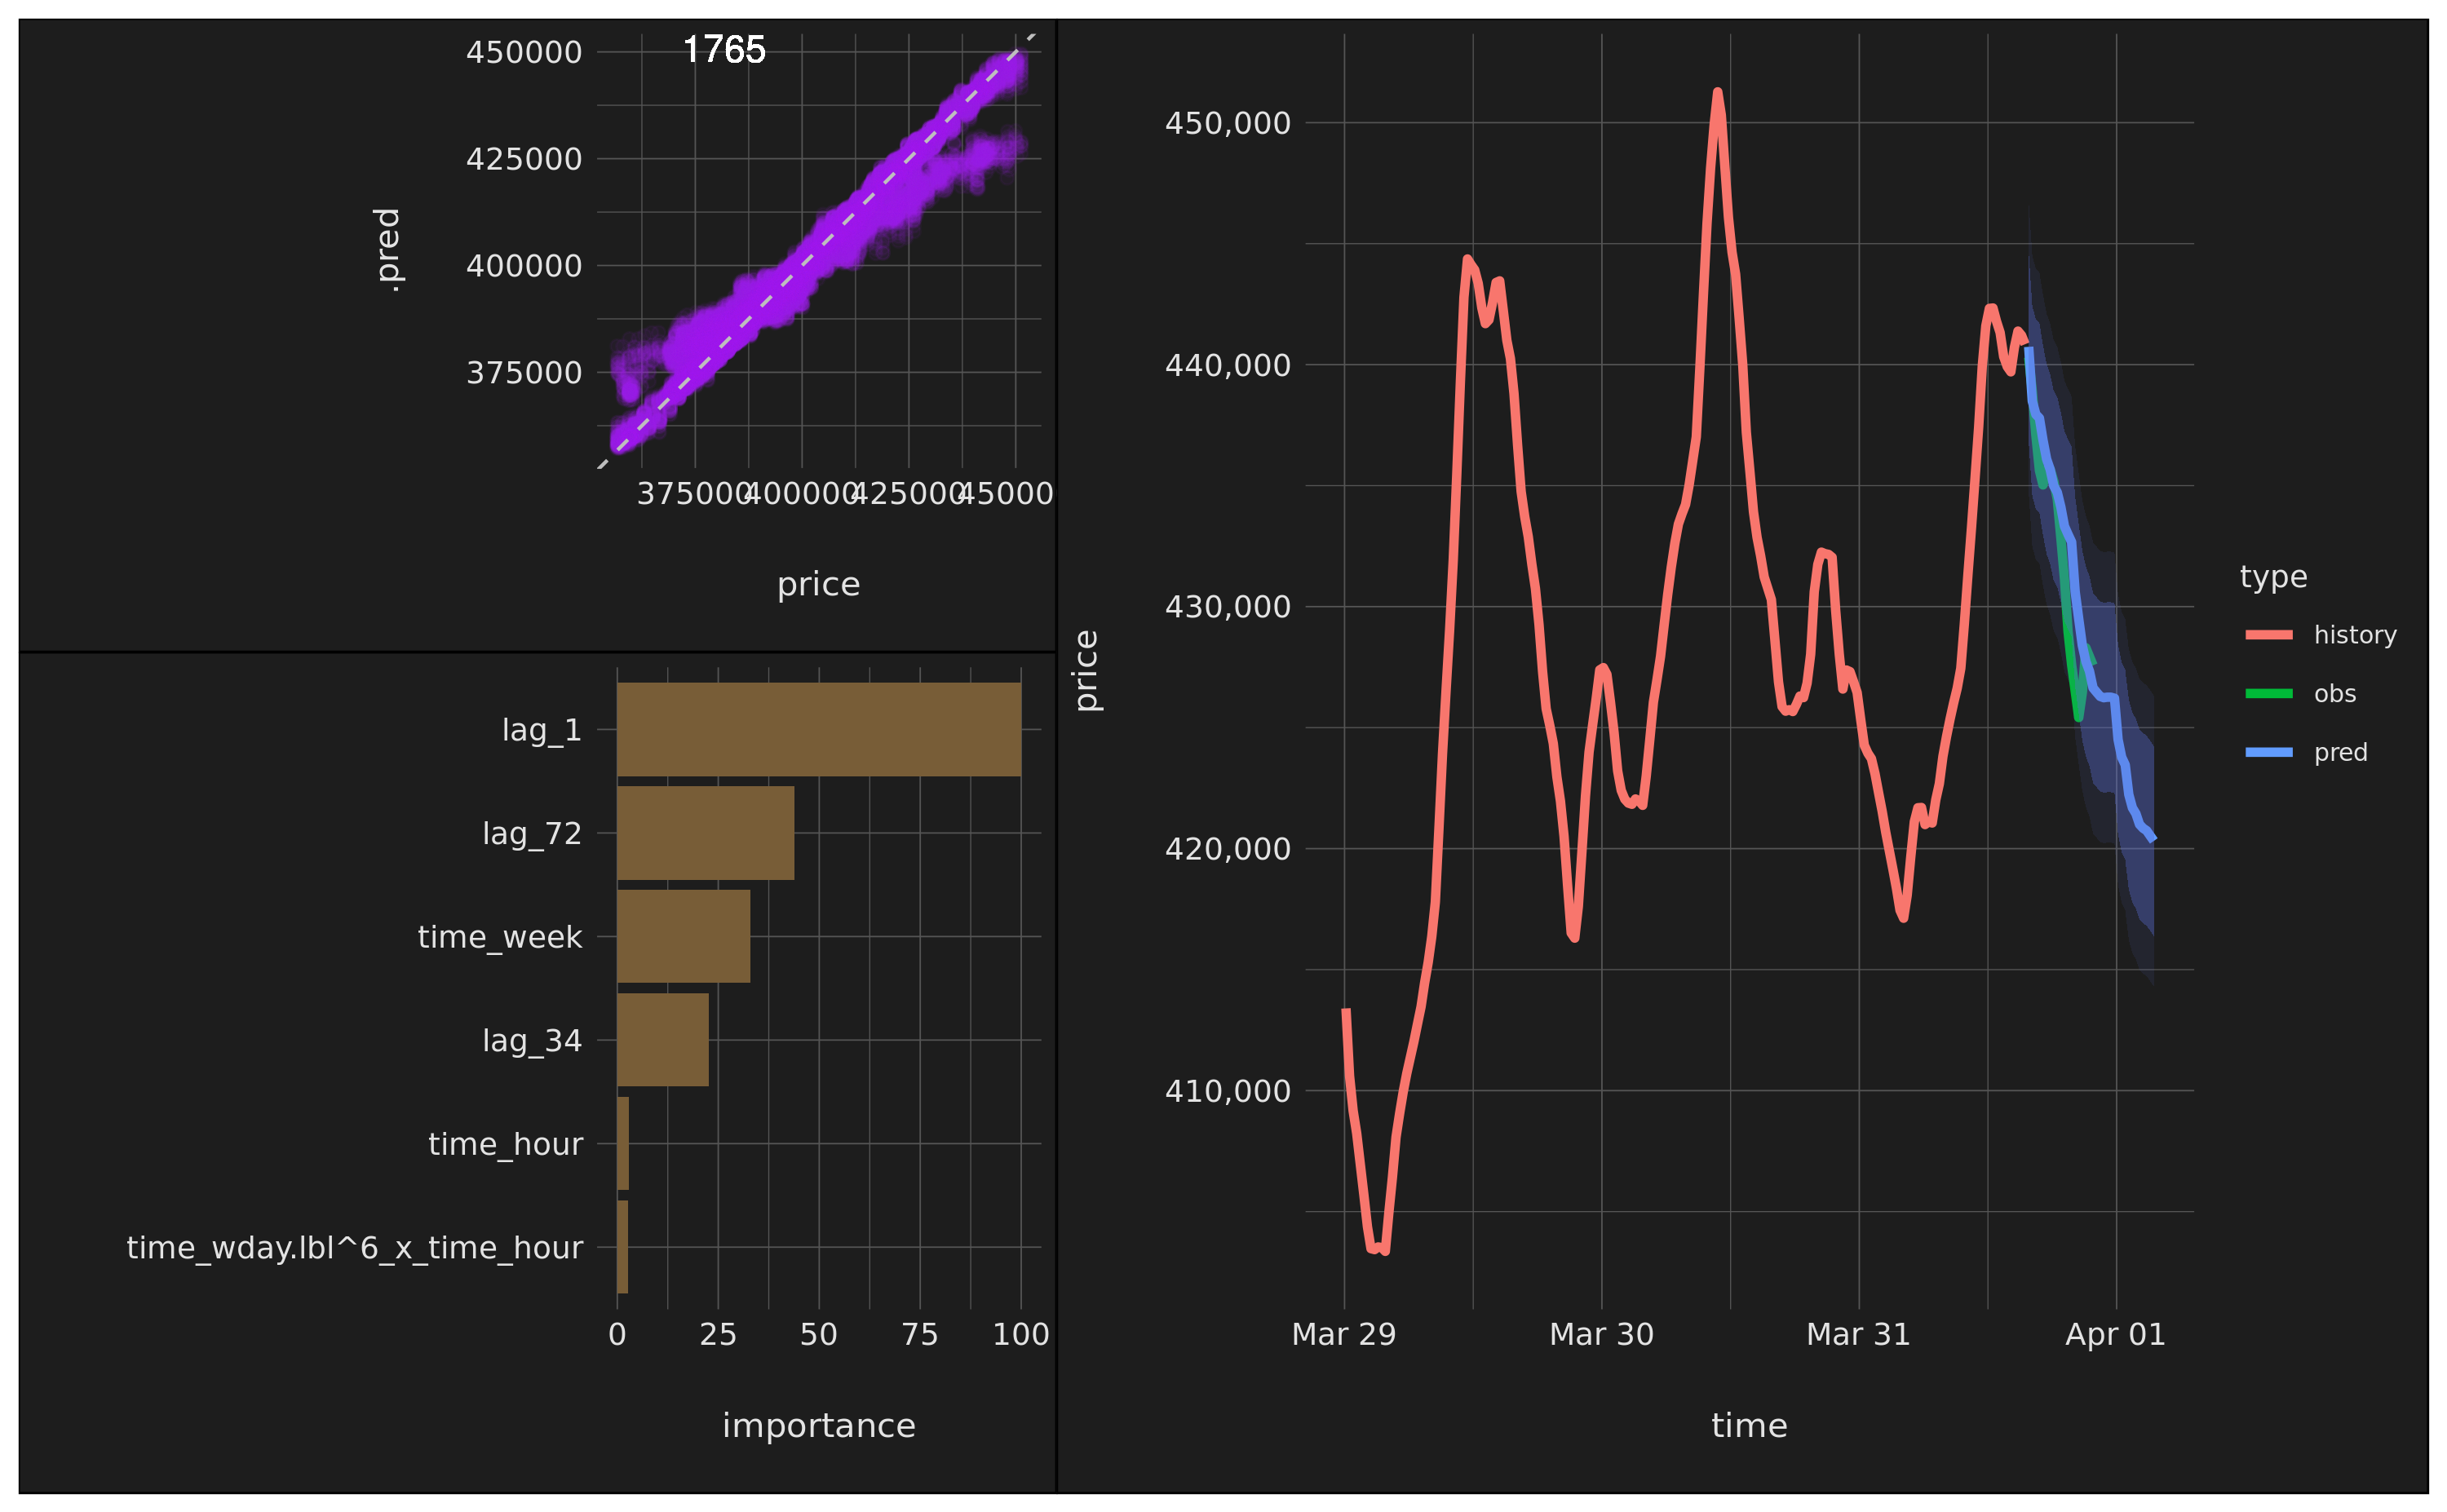 1765
450000
425000
400000
375000
.pred
375000 400000 425000 45000
price
lag_1
lag_72
time_week
lag_34
time_hour
time_wday.lbl^6_x_time_hour
0 25 50 75 100
importance
450,000
440,000
430,000
420,000
410,000
price
Mar 29 Mar 30 Mar 31 Apr 01
time
type
history
obs
pred